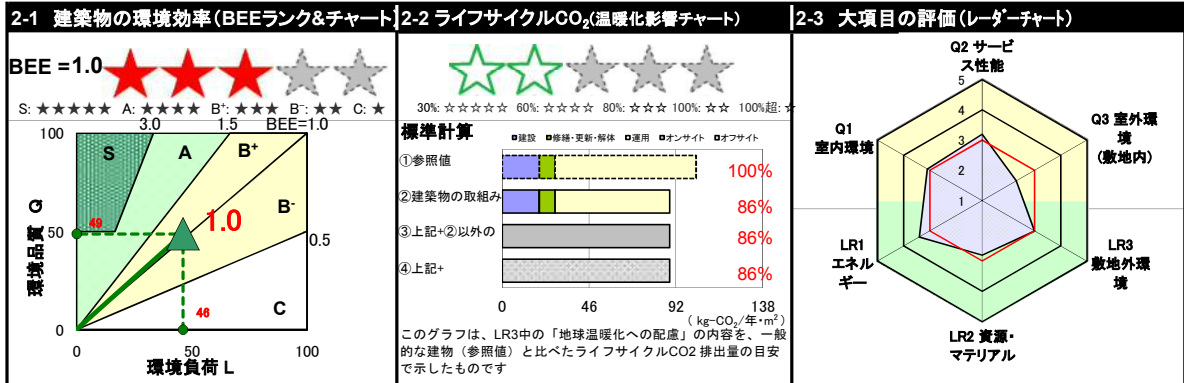 2-1 建築物の環境効率(BEEランク&チャート)
BEE =1.0
S: ★★★★★ A: ★★★★ B+: ★★★ B-: ★★ C: ★
3.0 1.5 BEE=1.0
100
S A B+
環境品質 Q
49
1.0
B-
50
0.5
46
C
0
0 50 100
環境負荷 L
2-2 ライフサイクルCO2(温暖化影響チャート)
30%: ☆☆☆☆☆ 60%: ☆☆☆☆ 80%: ☆☆☆ 100%: ☆☆ 100%超: ☆
標準計算
建設 修繕・更新・解体 運用 オンサイト オフサイト
①参照値 100%
②建築物の取組み 86%
③上記+②以外の 86%
④上記+ 86%
0 46 92 138
( kg-CO2/年・m2 )
このグラフは、LR3中の「地球温暖化への配慮」の内容を、一般
的な建物（参照値）と比べたライフサイクルCO2 排出量の目安
で示したものです
2-3 大項目の評価(レーダーチャート)
Q2 サービ
ス性能
5
4
3
2
1
Q1
室内環境
Q3 室外環
境
(敷地内)
LR1
エネル
ギー
LR3
敷地外環
境
LR2 資源・
マテリアル